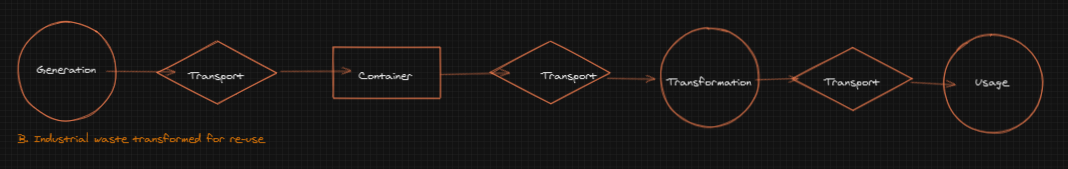 Generation
Transport
Container
Transport
Transformation
Transport
Usage
B. Industrial waste transformed for re-use